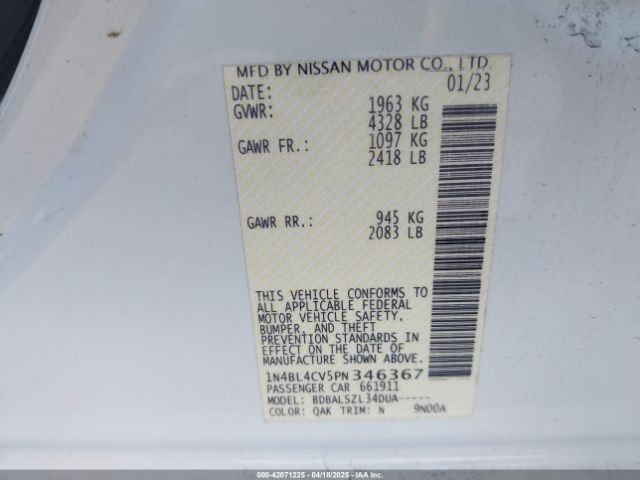 MFD BY NISSAN MOTOR CO., LTD.
DATE: 01/23
GVWR: 1963 KG
4328 LB
GAWR FR.: 1097 KG
2418 LB
GAWR RR.: 945 KG
2083 LB
THIS VEHICLE CONFORMS TO
ALL APPLICABLE FEDERAL
MOTOR VEHICLE SAFETY,
BUMPER, AND THEFT
PREVENTION STANDARDS IN
EFFECT ON THE DATE OF
MANUFACTURE SHOWN ABOVE.
1N4BL4CV5PN346367
PASSENGER CAR 661911
MODEL: BDBALSZL34DUA-----
COLOR: QAK TRIM: N 9N00A
000-42071225 - 04/18/2025 - iaai.com